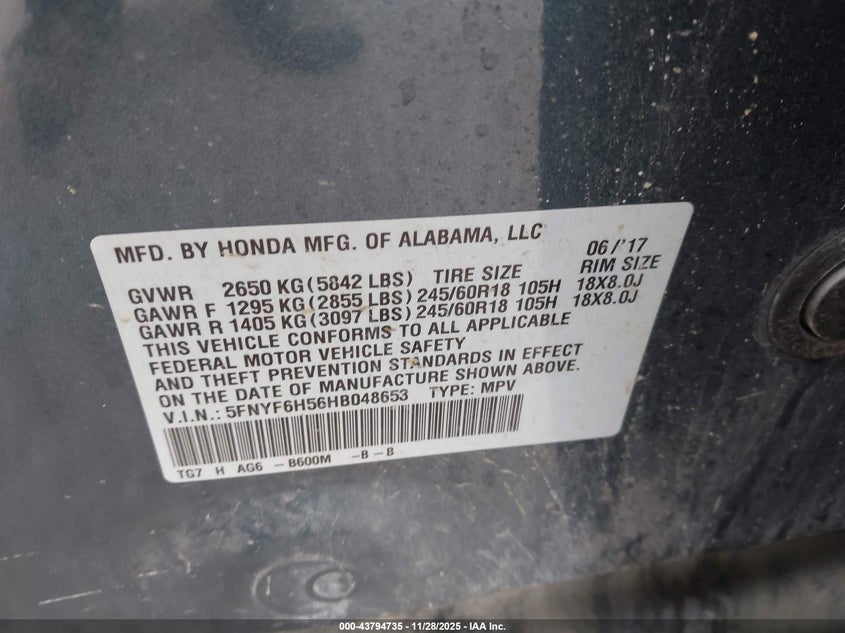 MFD. BY HONDA MFG. OF ALABAMA, LLC 06/'17
GVWR 2650 KG(5842 LBS) TIRE SIZE RIM SIZE
GAWR F 1295 KG(2855 LBS)245/60R18 105H 18X8.0J
GAWR R 1405 KG(3097 LBS)245/60R18 105H 18X8.0J
THIS VEHICLE CONFORMS TO ALL APPLICABLE
FEDERAL MOTOR VEHICLE SAFETY
AND THEFT PREVENTION STANDARDS IN EFFECT
ON THE DATE OF MANUFACTURE SHOWN ABOVE.
V.I.N.: 5FNYF6H56HB048653 TYPE: MPV
TG7 H AG6 -B600M -B-B
000-43794735 - 11/28/2025 - IAA Inc.